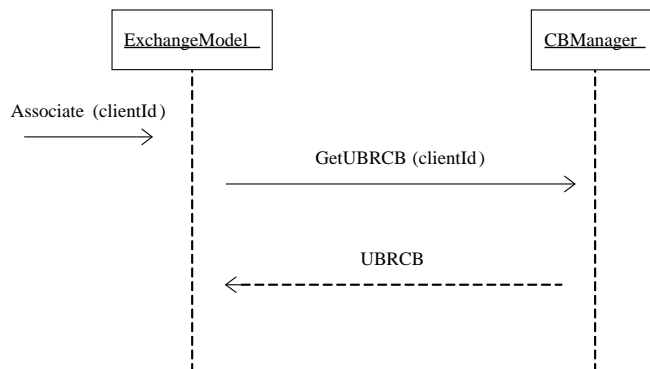 ExchangeModel
CBManager
Associate (clientId)
GetUBRCB (clientId)
UBRCB